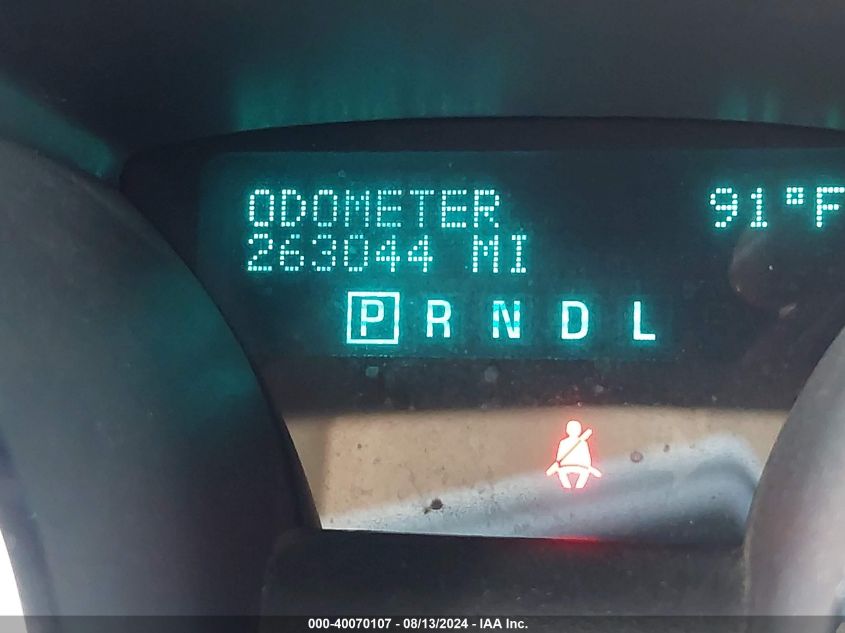 ODOMETER 91°F
263044 MI
P R N D L
000-40070107 - 08/13/2024 - IAA Inc.